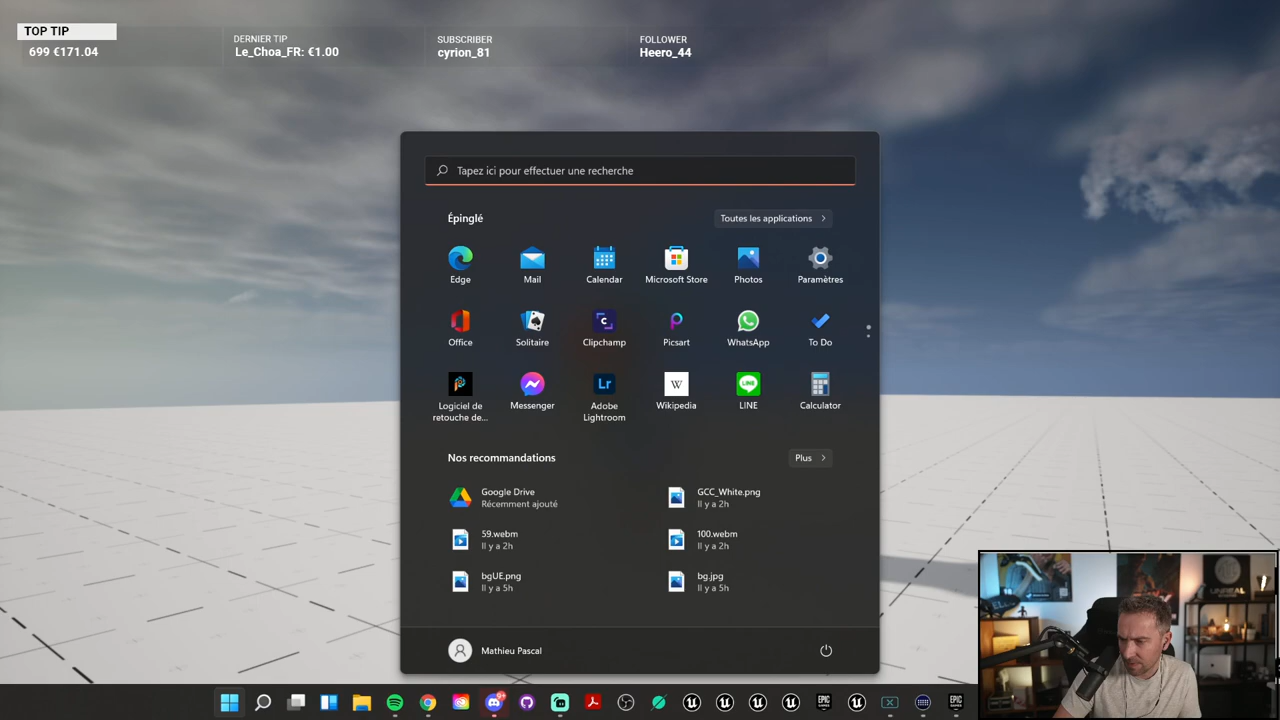 TOP TIP
699 €171.04
DERNIER TIP
Le_Choa_FR: €1.00
SUBSCRIBER
cyrion_81
FOLLOWER
Heero_44
Tapez ici pour effectuer une recherche
Épinglé
Toutes les applications
Edge
Mail
Calendar
Microsoft Store
Photos
Paramètres
Office
Solitaire
Clipchamp
Picsart
WhatsApp
To Do
Logiciel de
retouche de...
Messenger
Adobe
Lightroom
Wikipedia
LINE
Calculator
Nos recommandations
Plus
Google Drive
Récemment ajouté
GCC_White.png
Il y a 2h
59.webm
Il y a 2h
100.webm
Il y a 2h
bgUE.png
Il y a 5h
bg.jpg
Il y a 5h
Mathieu Pascal